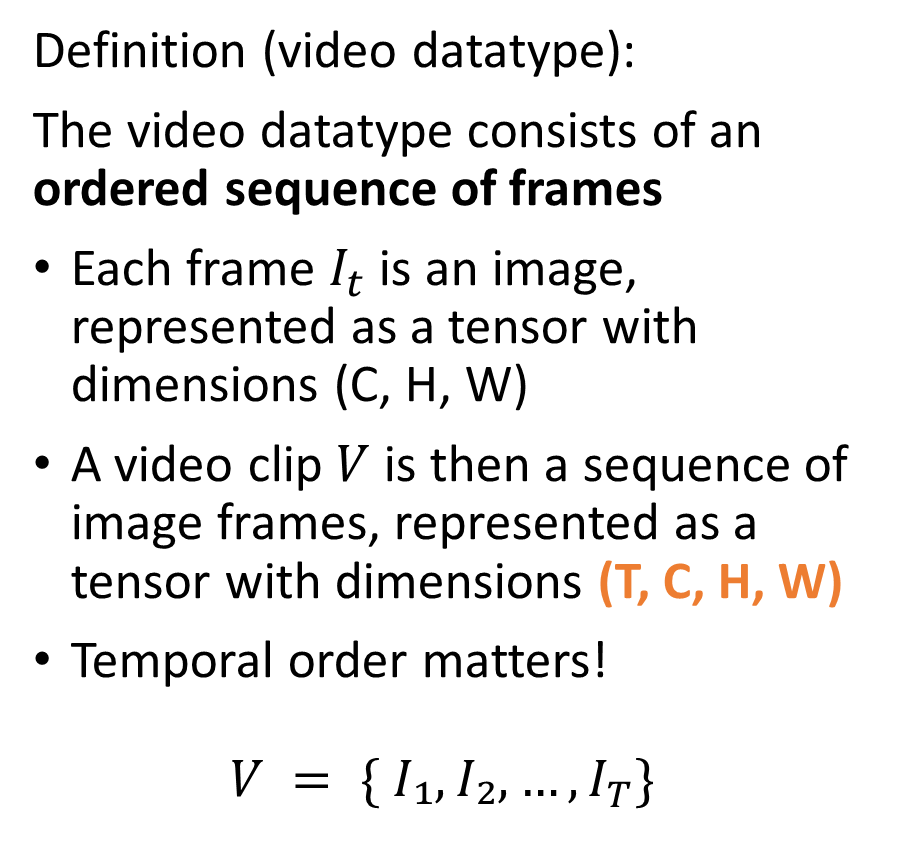 Definition (video datatype):
The video datatype consists of an
ordered sequence of frames
• Each frame I_t is an image,
represented as a tensor with
dimensions (C, H, W)
• A video clip V is then a sequence of
image frames, represented as a
tensor with dimensions (T, C, H, W)
• Temporal order matters!
V = { I_1, I_2, … , I_T}